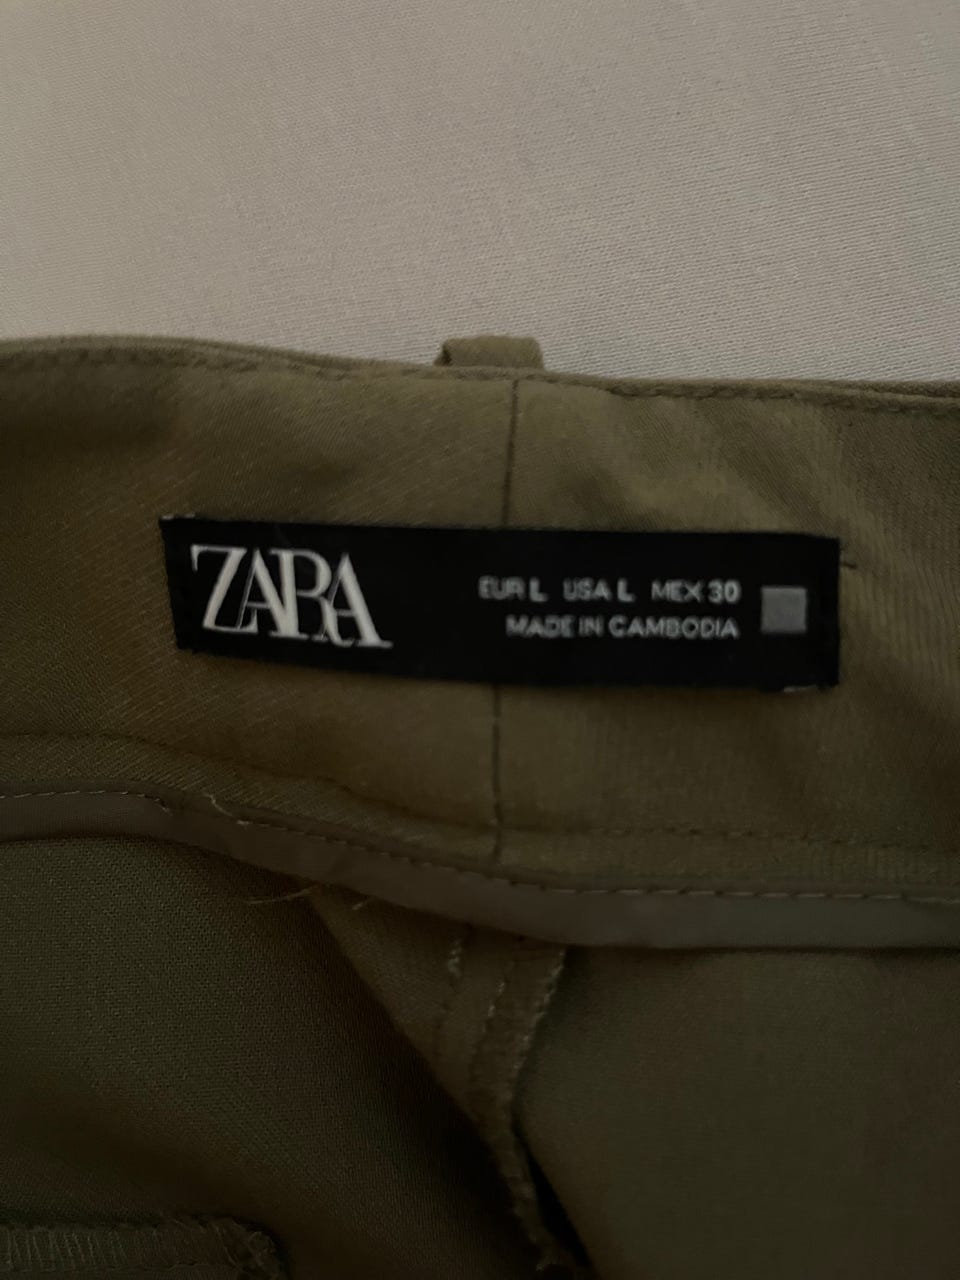 ZARA
EUR L USA L MEX 30
MADE IN CAMBODIA